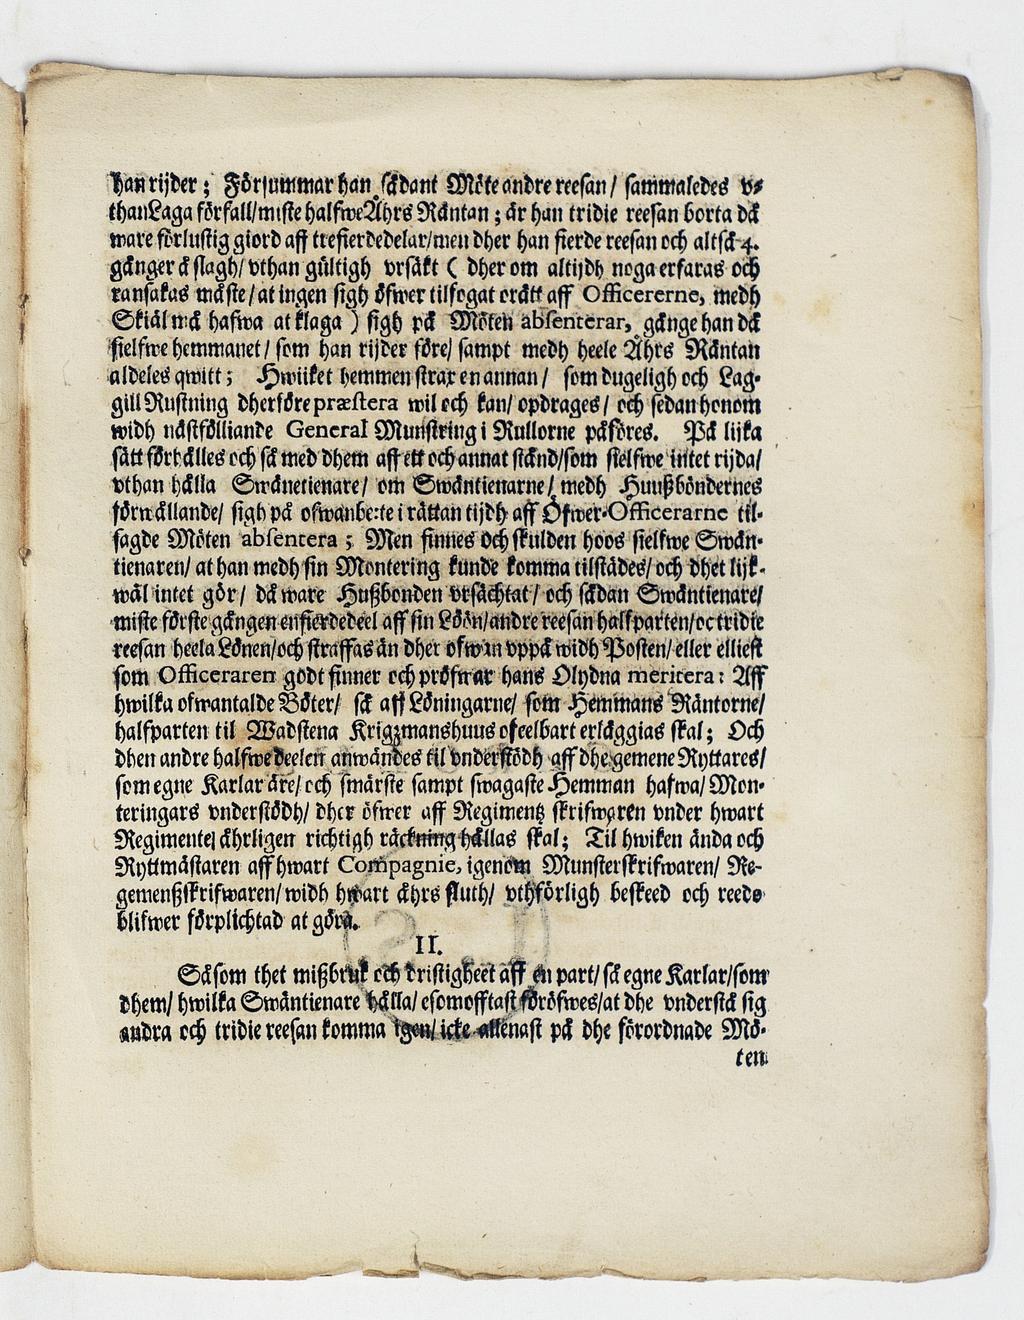 han rijder; Försummar han sådant Möte andre reesan/ sammaledes v⸗
than Laga förfall/ miste halfwe Åhrs Räntan; är han tridie reesan borta då
ware förlustig giord aff trefierdedelar/ men dher han fierde reesan och altså 4.
gånger å slagh/ vthan gültigh vrsäkt ( dher om altijdh noga erfaras och
ransakas måste/ at ingen sigh öfwer tilfogat orätt aff Officererne, medh
Skiäl må hafwa at klaga ) sigh på Möten absenterar, gånge han då
sielfwe hemmanet/ som han rijder före/ sampt medh heele Åhrs Räntan
aldeles qwitt; Hwilket hemmen strax en annan/ som dugeligh och Lag⸗
gill Rustning dherföre præstera wil och kan/ opdrages/ och sedan honom
widh nästfölliande General Munstring i Rullorne påföres. På lijka
sätt förhålles och så med dhem aff ett och annat stånd/ som sielfwe intet rijda/
vthan hålla Swänetienare/ om Swäntienarne/ medh Huußböndernes
förwållande/ sigh på ofwanber:te i rättan tijdh aff Öfwer⸗Officerarne til⸗
sagde Möten absentera; Men finnes och skulden hoos sielfwe Swän⸗
tienaren/ at han medh sin Montering kunde komma tilstädes/ och dhet lijk⸗
wäl intet gör/ då ware Hußbonden vrsächtat/ och sådan Swäntienare/
miste förste gången en fierdedeel aff sin Löön/ andre reesan halfparten/ oc tridie
reesan heela Lönen/ och straffas än dher ofwan vppå widh Posten/ eller elliest
som Officeraren godt finner och pröfwar hans Olydna meritera: Aff
hwilka ofwantalde Böter/ så aff Löningarne/ som Hemmans Räntorne/
halfparten til Wadstena Krigzmanshuus ofeelbart erläggias skal; Och
dhen andre halfwe deelen anwändes til vnderstödh aff dhe gemene Ryttares/
som egne Karlar äre/ och smärste sampt swagaste Hemman hafwa/ Mon⸗
teringars vnderstödh/ dher öfwer aff Regimentz skrifwaren vnder hwart
Regimente/ åhrligen richtigh räckning hållas skal; Til hwiken ända och
Ryttmästaren aff hwart Compagnie, igenom Munsterskrifwaren/ Re⸗
gemenßskrifwaren/ widh hwart åhrs sluth/ vthförligh beskeed och reedo
blifwer förplichtad at göra.
II.
Såsom thet mißbruk och dristigheet aff en part/ så egne Karlar/ som
dhem/ hwilka Swäntienare hålla/ esomofftast föröfwes/ at dhe vnderstå sig
andra och tridie reesan komma igen/ icke allenast på dhe förordnade Mö⸗
ten